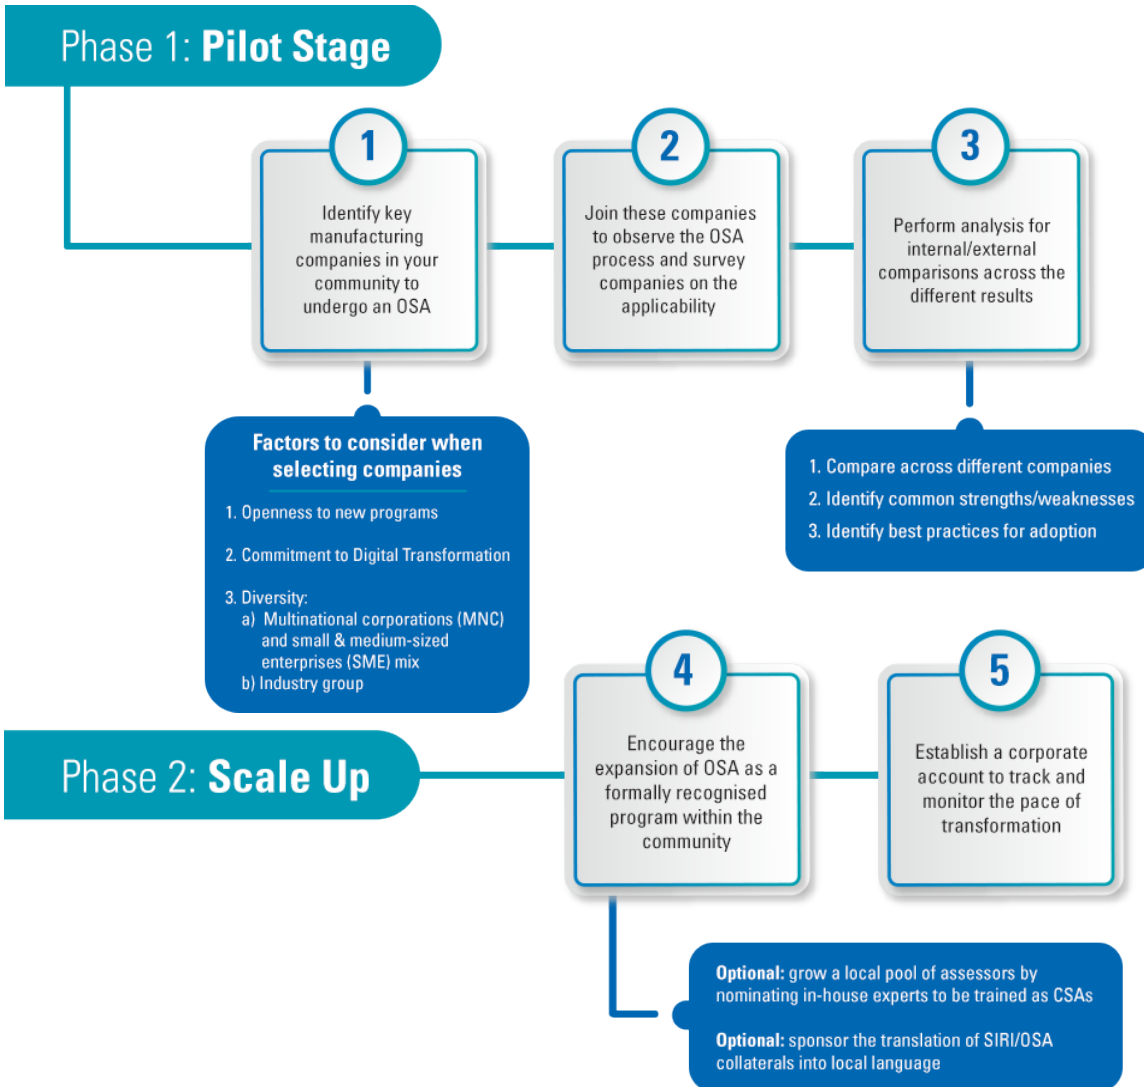 Phase 1: Pilot Stage
1
Identify key
manufacturing
companies in your
community to
undergo an OSA
2
Join these companies
to observe the OSA
process and survey
companies on the
applicability
3
Perform analysis for
internal/external
comparisons across the
different results
Factors to consider when
selecting companies
1. Openness to new programs
2. Commitment to Digital Transformation
3. Diversity:
a) Multinational corporations (MNC)
and small & medium-sized
enterprises (SME) mix
b) Industry group
1. Compare across different companies
2. Identify common strengths/weaknesses
3. Identify best practices for adoption
Phase 2: Scale Up
4
Encourage the
expansion of OSA as a
formally recognised
program within the
community
5
Establish a corporate
account to track and
monitor the pace of
transformation
Optional: grow a local pool of assessors by
nominating in-house experts to be trained as CSAs
Optional: sponsor the translation of SIRI/OSA
collaterals into local language